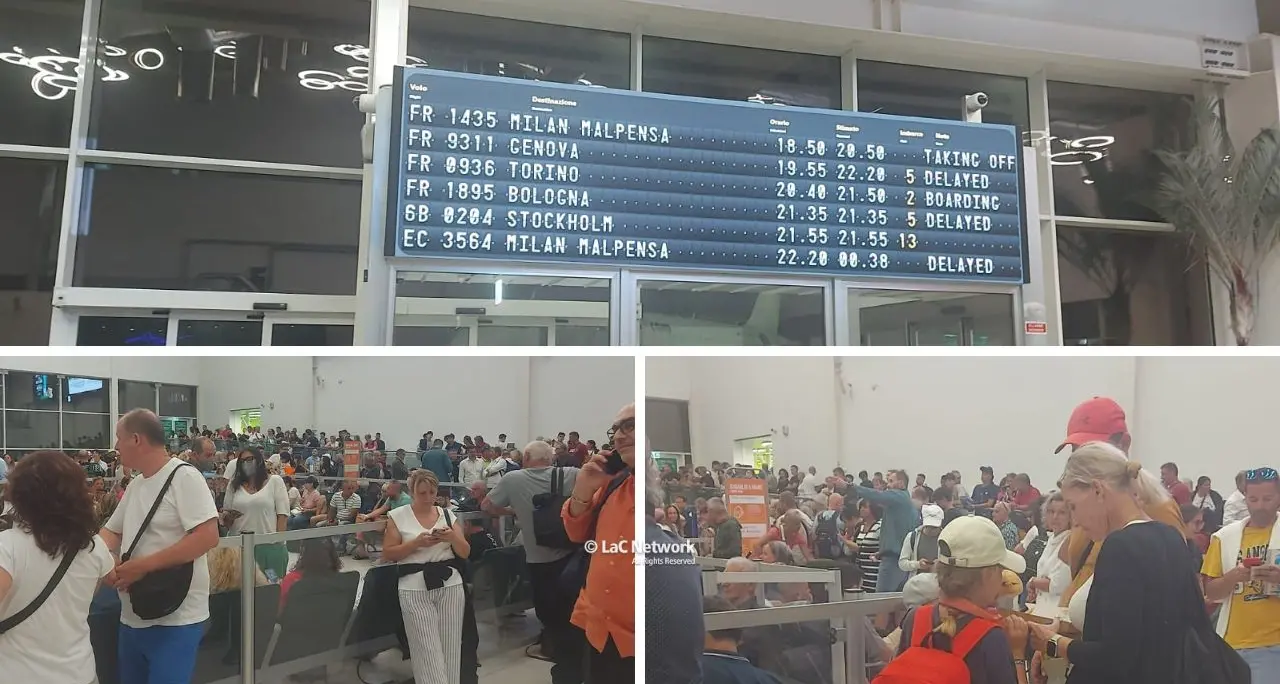 Volo
Destinazione
Orario
Stimato
Imbarco
Note
FR 1435 MILAN MALPENSA 18.50 20.50 TAKING OFF
FR 9311 GENOVA 19.55 22.20 5 DELAYED
FR 0936 TORINO 20.40 21.50 2 BOARDING
FR 1895 BOLOGNA 21.35 21.35 5 DELAYED
6B 0204 STOCKHOLM 21.55 21.55 13
EC 3564 MILAN MALPENSA 22.20 00.38 DELAYED
© LaC Network
All Rights Reserved